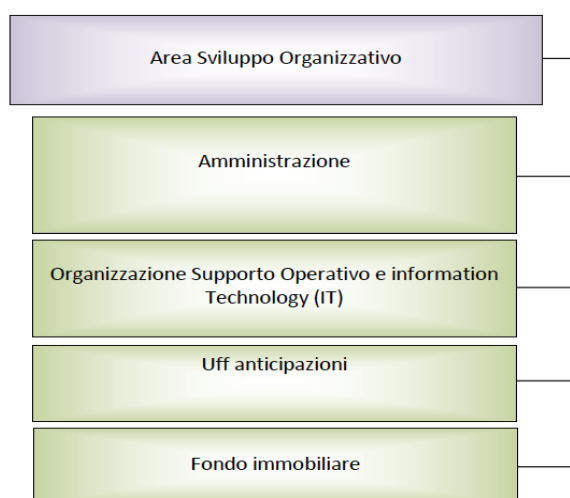 Area Sviluppo Organizzativo
Amministrazione
Organizzazione Supporto Operativo e information
Technology (IT)
Uff anticipazioni
Fondo immobiliare